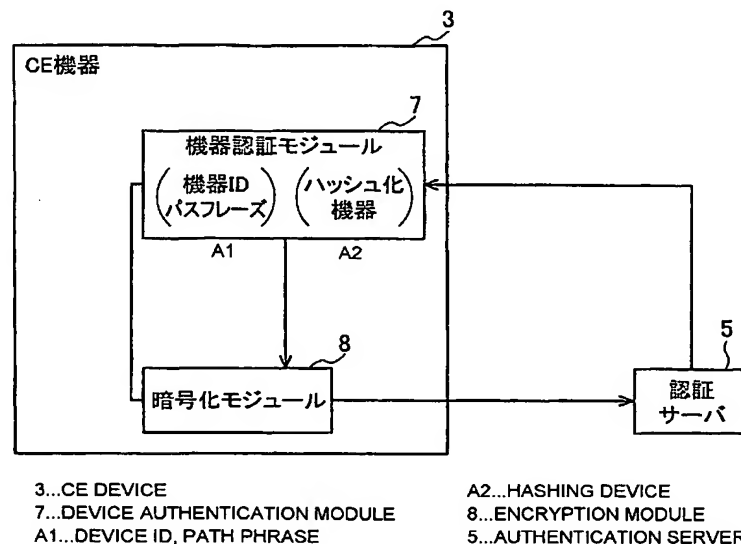 3
CE機器
7
機器認証モジュール
機器ID
パスフレーズ
ハッシュ化
機器
A1
A2
8
暗号化モジュール
5
認証
サーバ
3...CE DEVICE
7...DEVICE AUTHENTICATION MODULE
A1...DEVICE ID, PATH PHRASE
A2...HASHING DEVICE
8...ENCRYPTION MODULE
5...AUTHENTICATION SERVER